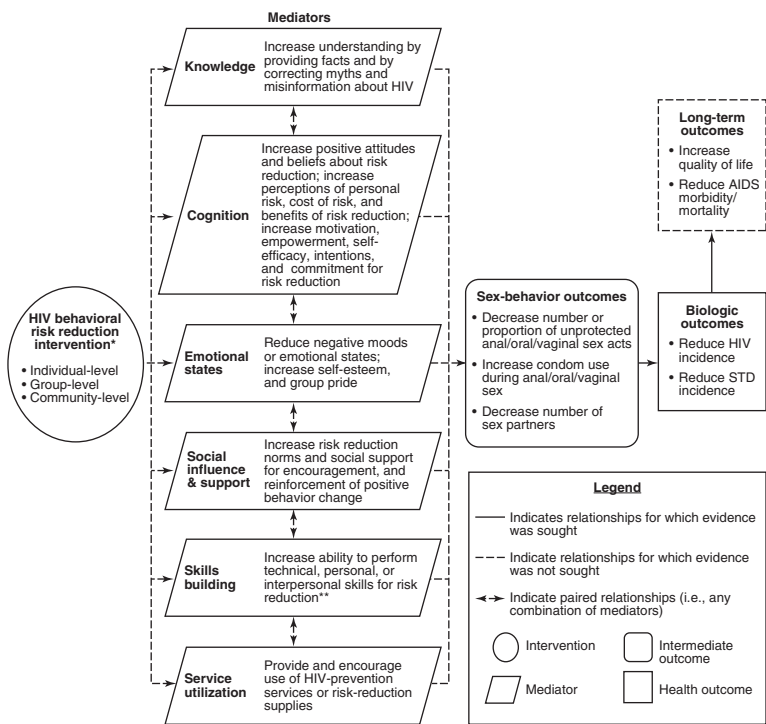 Mediators
Knowledge
Increase understanding by
providing facts and by
correcting myths and
misinformation about HIV
Cognition
Increase positive attitudes
and beliefs about risk
reduction; increase
perceptions of personal
risk, cost of risk, and
benefits of risk reduction;
increase motivation,
empowerment, self-
efficacy, intentions,
and commitment for
risk reduction
HIV behavioral
risk reduction
intervention*
• Individual-level
• Group-level
• Community-level
Emotional
states
Reduce negative moods
or emotional states;
increase self-esteem,
and group pride
Social
influence
& support
Increase risk reduction
norms and social support
for encouragement, and
reinforcement of positive
behavior change
Skills
building
Increase ability to perform
technical, personal, or
interpersonal skills for risk
reduction**
Service
utilization
Provide and encourage
use of HIV-prevention
services or risk-reduction
supplies
Sex-behavior outcomes
• Decrease number or
proportion of unprotected
anal/oral/vaginal sex acts
• Increase condom use
during anal/oral/vaginal
sex
• Decrease number of
sex partners
Long-term
outcomes
• Increase
quality of life
• Reduce AIDS
morbidity/
mortality
Biologic
outcomes
• Reduce HIV
incidence
• Reduce STD
incidence
Legend
Indicates relationships for which evidence
was sought
Indicate relationships for which evidence
was not sought
Indicate paired relationships (i.e., any
combination of mediators)
Intervention
Intermediate
outcome
Mediator
Health outcome